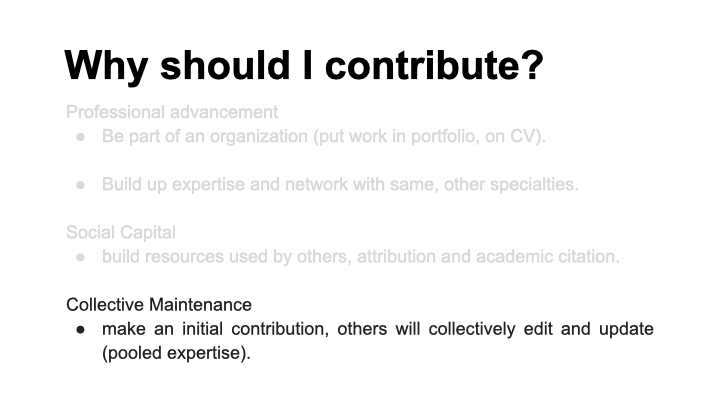 Why should I contribute?
Professional advancement
● Be part of an organization (put work in portfolio, on CV).
● Build up expertise and network with same, other specialties.
Social Capital
● build resources used by others, attribution and academic citation.
Collective Maintenance
● make an initial contribution, others will collectively edit and update
(pooled expertise).